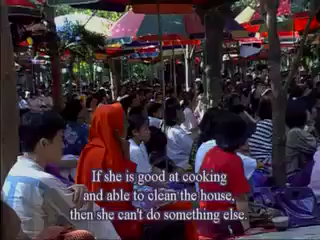 If she is good at cooking
and able to clean the house,
then she can't do something else.